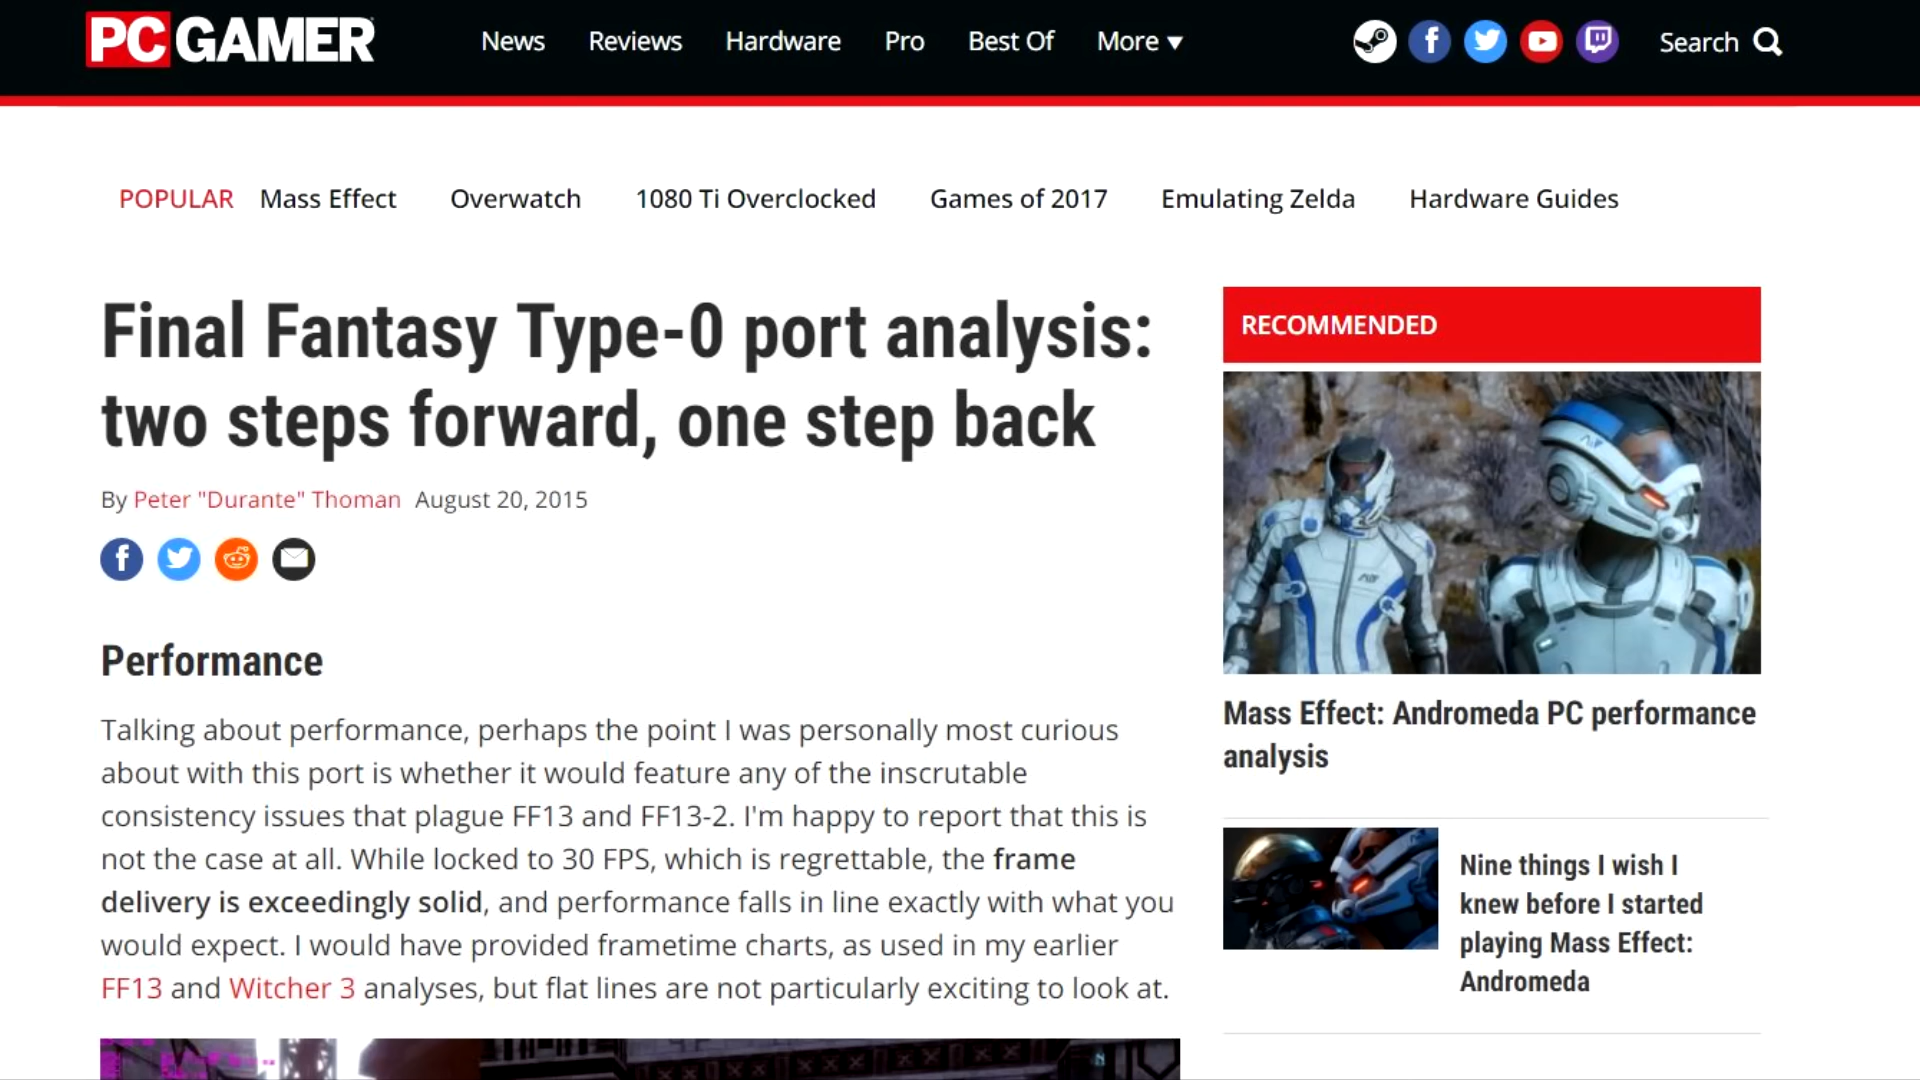 PC GAMER
News Reviews Hardware Pro Best Of More ▼ Search
POPULAR Mass Effect Overwatch 1080 Ti Overclocked Games of 2017 Emulating Zelda Hardware Guides
Final Fantasy Type-0 port analysis:
two steps forward, one step back
By Peter "Durante" Thoman August 20, 2015
Performance
Talking about performance, perhaps the point I was personally most curious
about with this port is whether it would feature any of the inscrutable
consistency issues that plague FF13 and FF13-2. I'm happy to report that this is
not the case at all. While locked to 30 FPS, which is regrettable, the frame
delivery is exceedingly solid, and performance falls in line exactly with what you
would expect. I would have provided frametime charts, as used in my earlier
FF13 and Witcher 3 analyses, but flat lines are not particularly exciting to look at.
RECOMMENDED
Mass Effect: Andromeda PC performance
analysis
Nine things I wish I
knew before I started
playing Mass Effect:
Andromeda